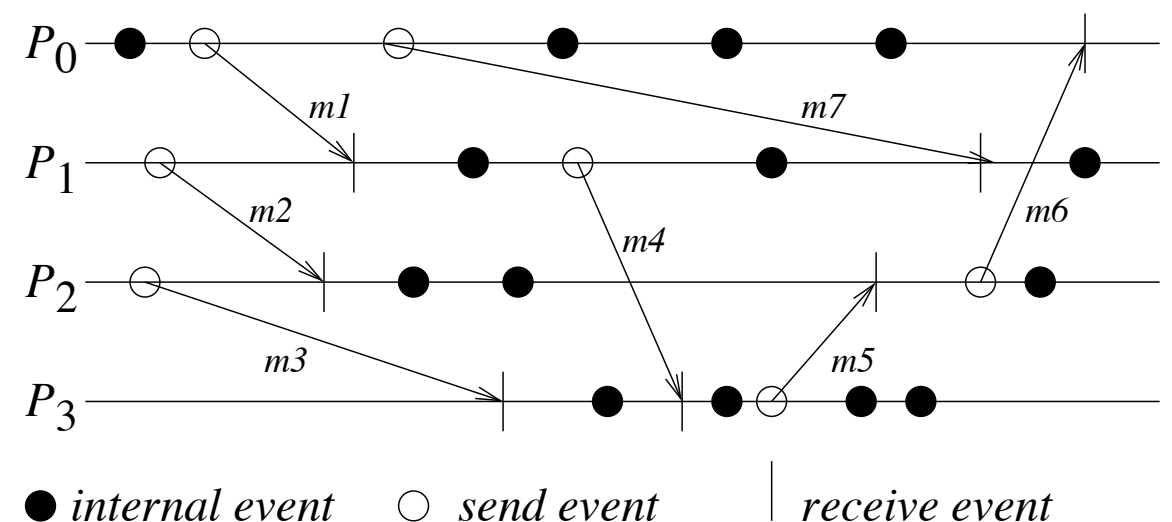 P0
m1
m7
P1
m2
m6
m4
P2
m3
m5
P3
internal event send event receive event